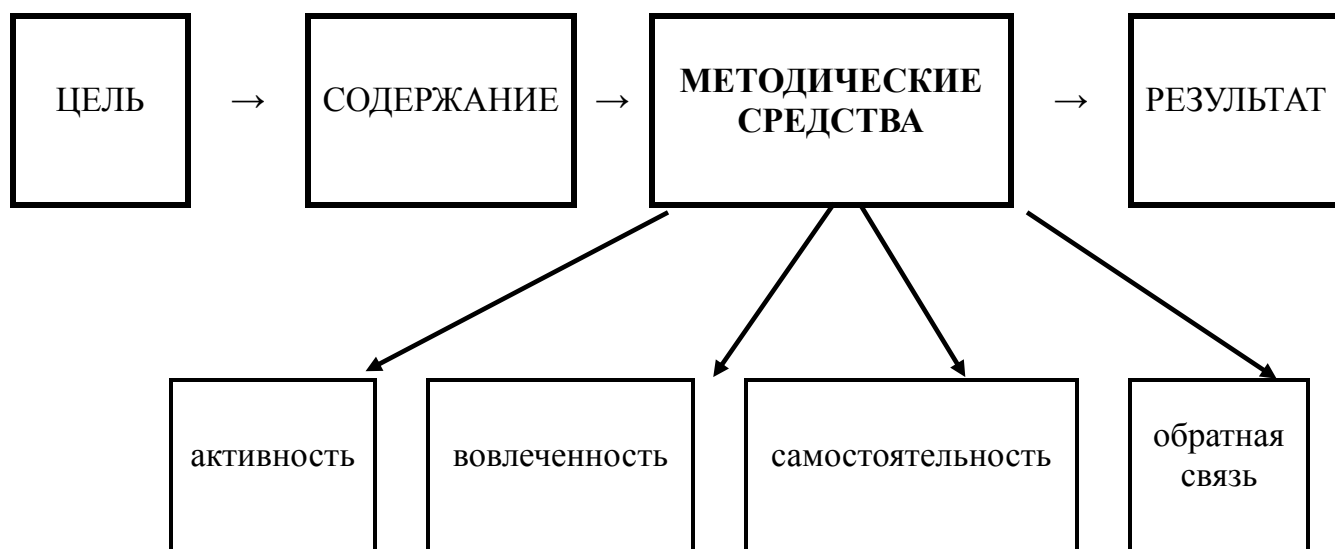 ЦЕЛЬ → СОДЕРЖАНИЕ → МЕТОДИЧЕСКИЕ СРЕДСТВА → РЕЗУЛЬТАТ
активность
вовлеченность
самостоятельность
обратная
связь